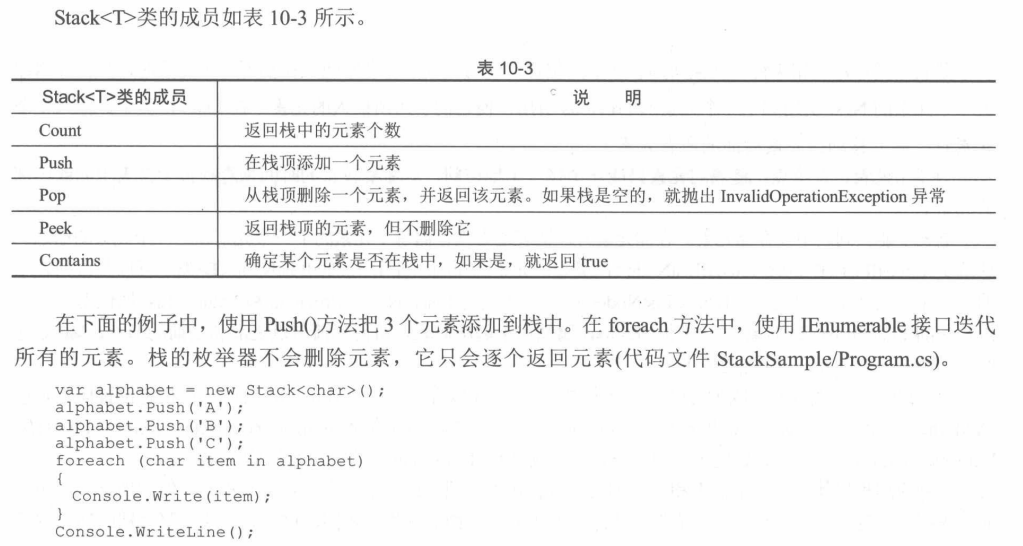 Stack<T>类的成员如表 10-3 所示。
表 10-3
Stack<T>类的成员 说 明
Count 返回栈中的元素个数
Push 在栈顶添加一个元素
Pop 从栈顶删除一个元素，并返回该元素。如果栈是空的，就抛出 InvalidOperationException 异常
Peek 返回栈顶的元素，但不删除它
Contains 确定某个元素是否在栈中，如果是，就返回 true
在下面的例子中，使用 Push()方法把 3 个元素添加到栈中。在 foreach 方法中，使用 IEnumerable 接口迭代
所有的元素。栈的枚举器不会删除元素，它只会逐个返回元素(代码文件 StackSample/Program.cs)。
var alphabet = new Stack<char>();
alphabet.Push('A');
alphabet.Push('B');
alphabet.Push('C');
foreach (char item in alphabet)
{
Console.Write(item);
}
Console.WriteLine();